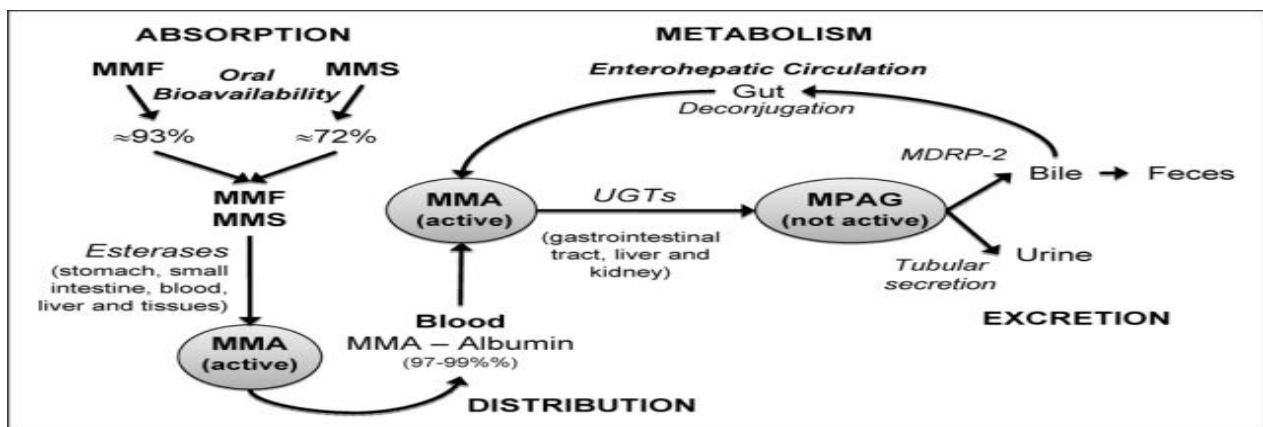 ABSORPTION
MMF
Oral
Bioavailability
MMS
≈93%
≈72%
MMF
MMS
Esterases
(stomach, small
intestine, blood,
liver and tissues)
MMA
(active)
Blood
MMA – Albumin
(97-99%%)
DISTRIBUTION
METABOLISM
Enterohepatic Circulation
Gut
Deconjugation
MMA
(active)
UGTs
(gastrointestinal
tract, liver and
kidney)
MPAG
(not active)
MDRP-2
Bile
Feces
Urine
Tubular
secretion
EXCRETION